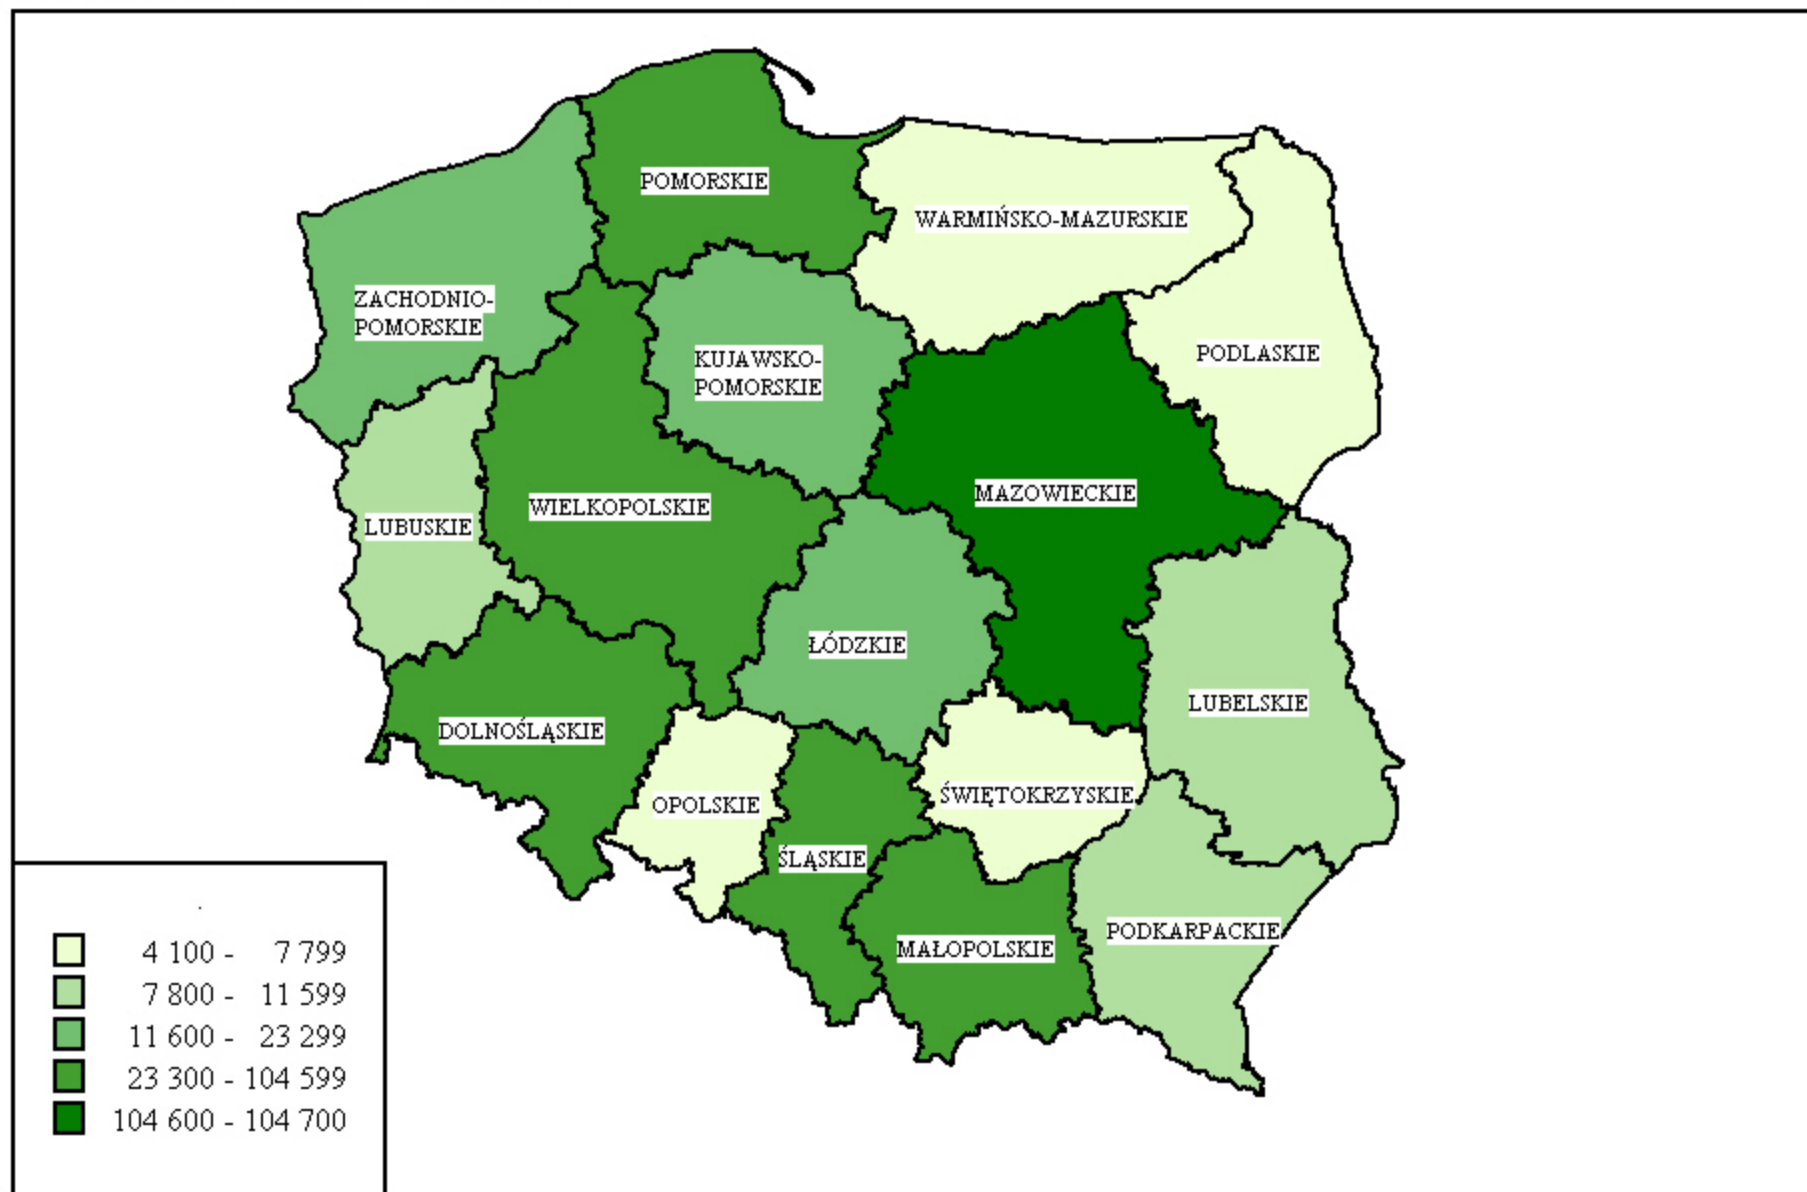 POMORSKIE
WARMIŃSKO-MAZURSKIE
ZACHODNIO-
POMORSKIE
KUJAWSKO-
POMORSKIE
PODLASKIE
MAZOWIECKIE
WIELKOPOLSKIE
LUBUSKIE
ŁÓDZKIE
LUBELSKIE
DOLNOŚLĄSKIE
OPOLSKIE
ŚWIĘTOKRZYSKIE
ŚLĄSKIE
PODKARPACKIE
MAŁOPOLSKIE
.
4 100 - 7 799
7 800 - 11 599
11 600 - 23 299
23 300 - 104 599
104 600 - 104 700